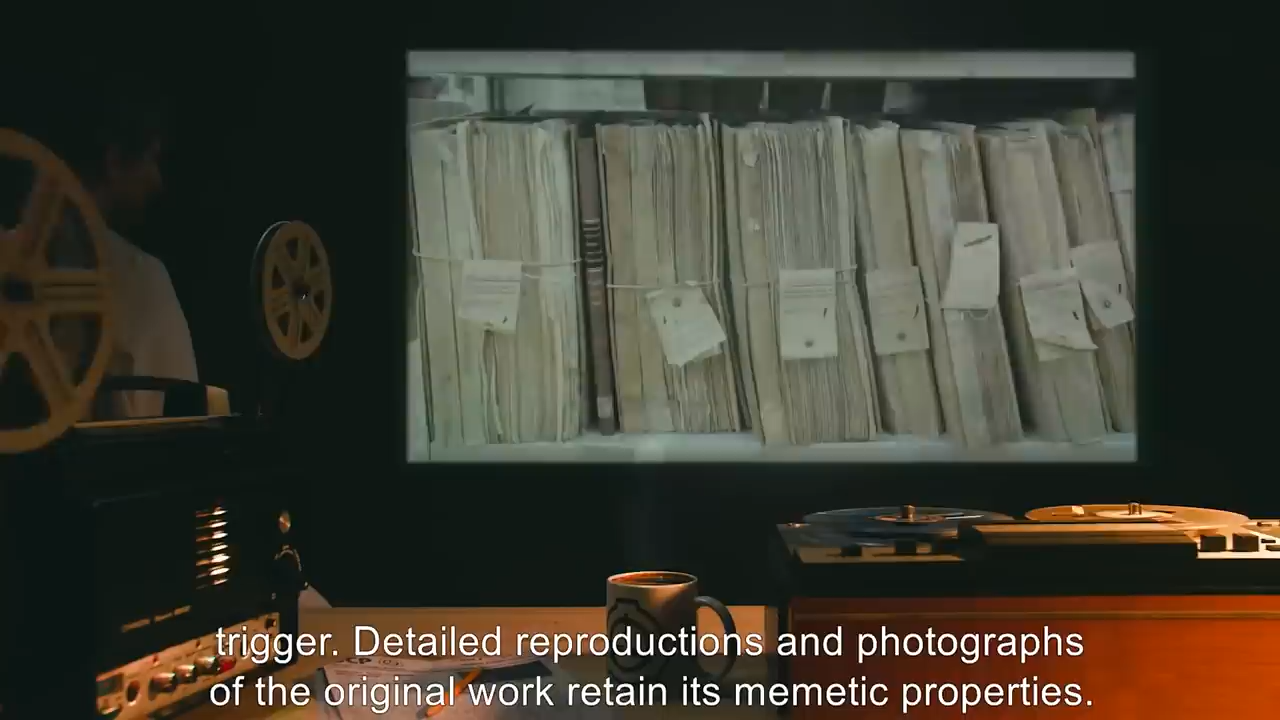 trigger. Detailed reproductions and photographs
of the original work retain its memetic properties.